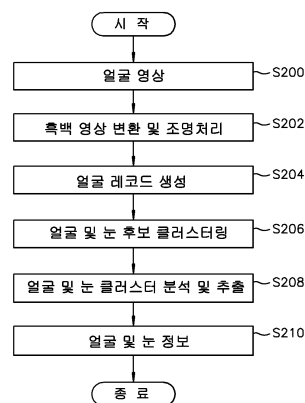 시 작
얼굴 영상 S200
흑백 영상 변환 및 조명처리 S202
얼굴 레코드 생성 S204
얼굴 및 눈 후보 클러스터링 S206
얼굴 및 눈 클러스터 분석 및 추출 S208
얼굴 및 눈 정보 S210
종 료